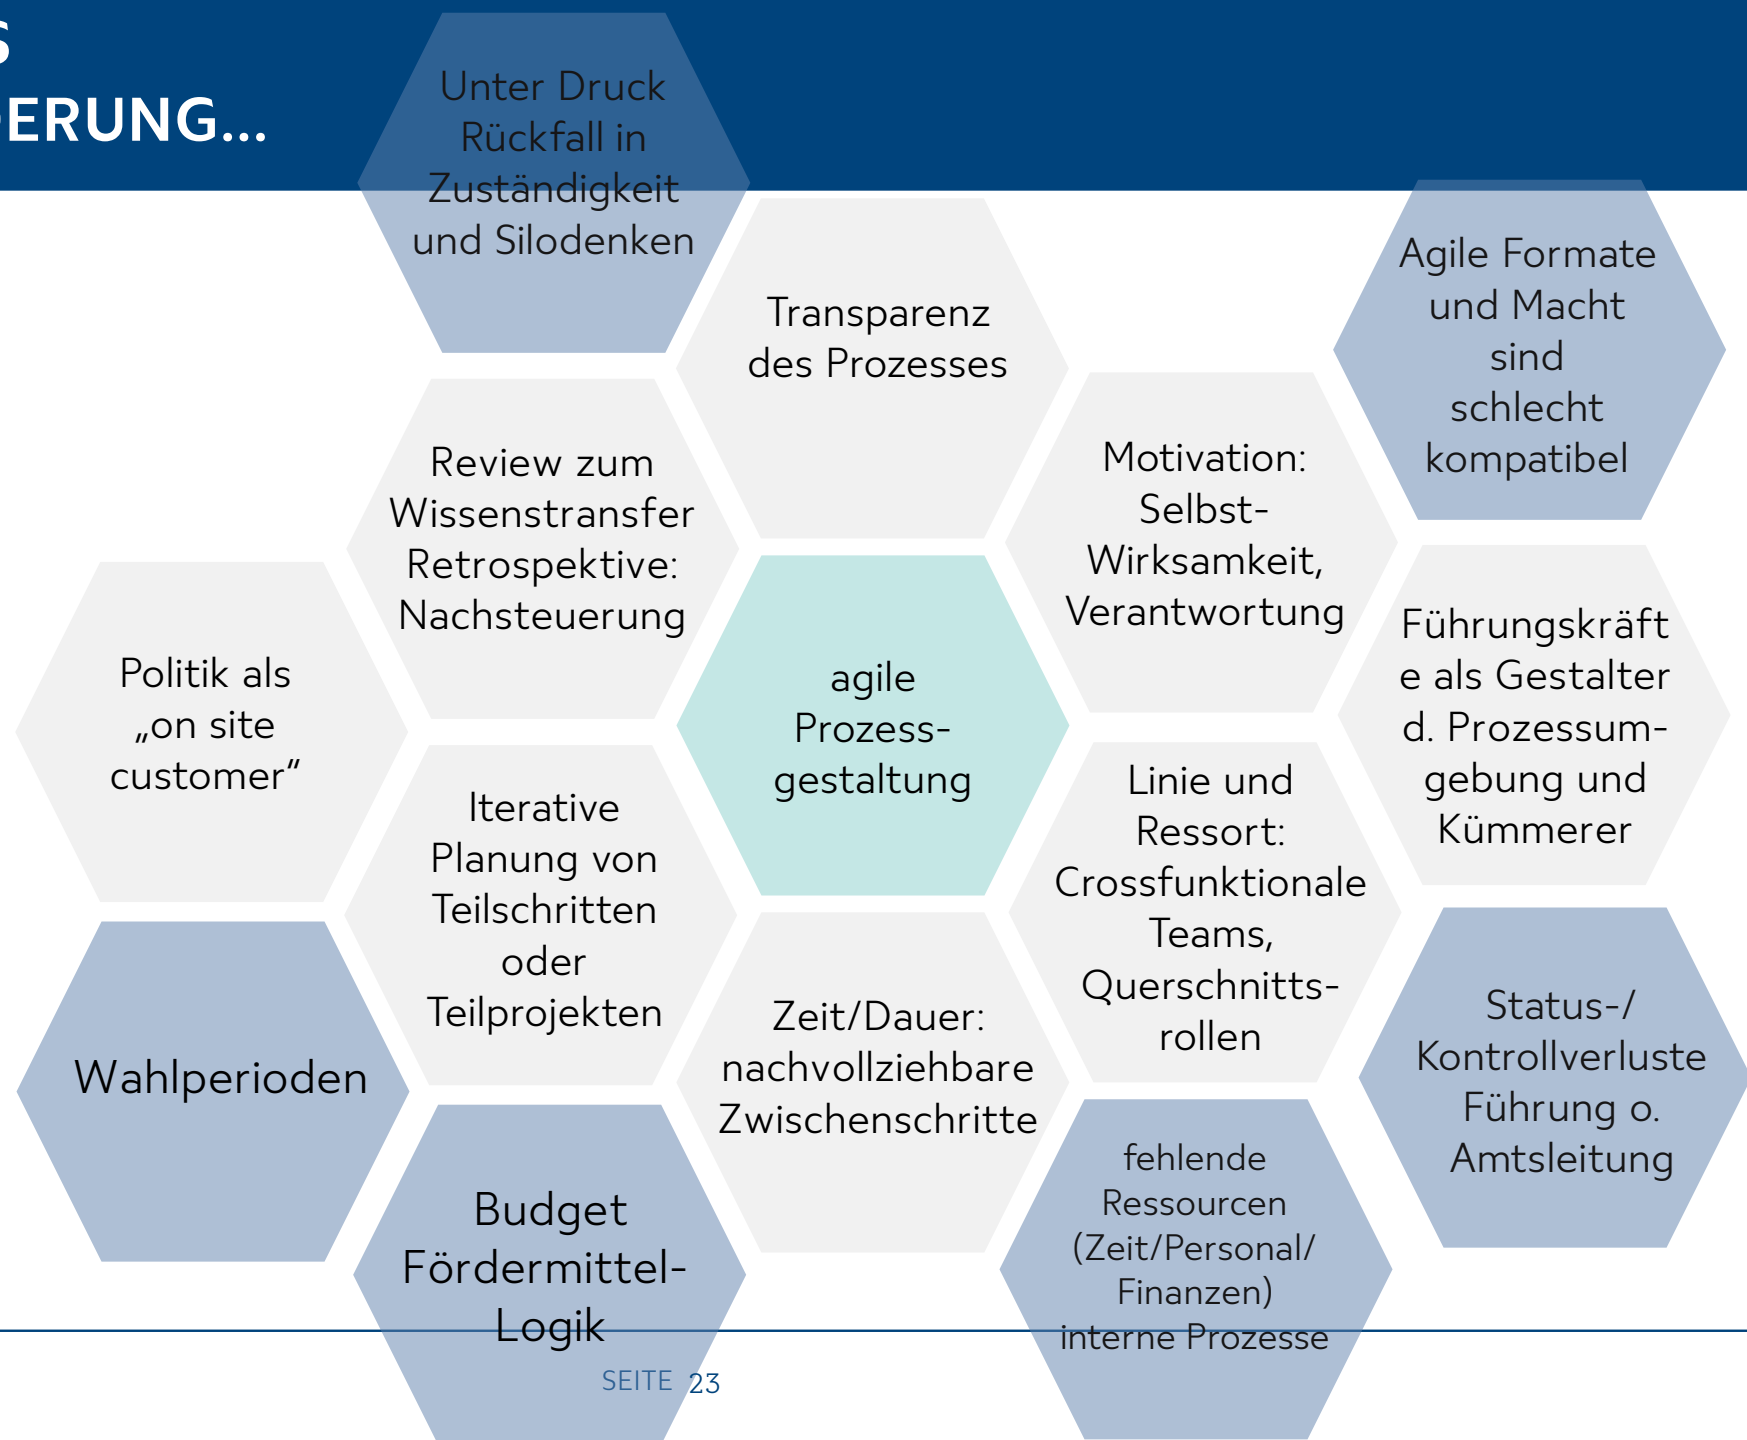 S
DERUNG...
Unter Druck
Rückfall in
Zuständigkeit
und Silodenken
Transparenz
des Prozesses
Agile Formate
und Macht
sind
schlecht
kompatibel
Review zum
Wissenstransfer
Retrospektive:
Nachsteuerung
Motivation:
Selbst-
Wirksamkeit,
Verantwortung
Politik als
„on site
customer“
agile
Prozess-
gestaltung
Führungskräft
e als Gestalter
d. Prozessum-
gebung und
Kümmerer
Iterative
Planung von
Teilschritten
oder
Teilprojekten
Linie und
Ressort:
Crossfunktionale
Teams,
Querschnitts-
rollen
Wahlperioden
Zeit/Dauer:
nachvollziehbare
Zwischenschritte
Status-/
Kontrollverluste
Führung o.
Amtsleitung
Budget
Fördermittel-
Logik
fehlende
Ressourcen
(Zeit/Personal/
Finanzen)
interne Prozesse
SEITE 23